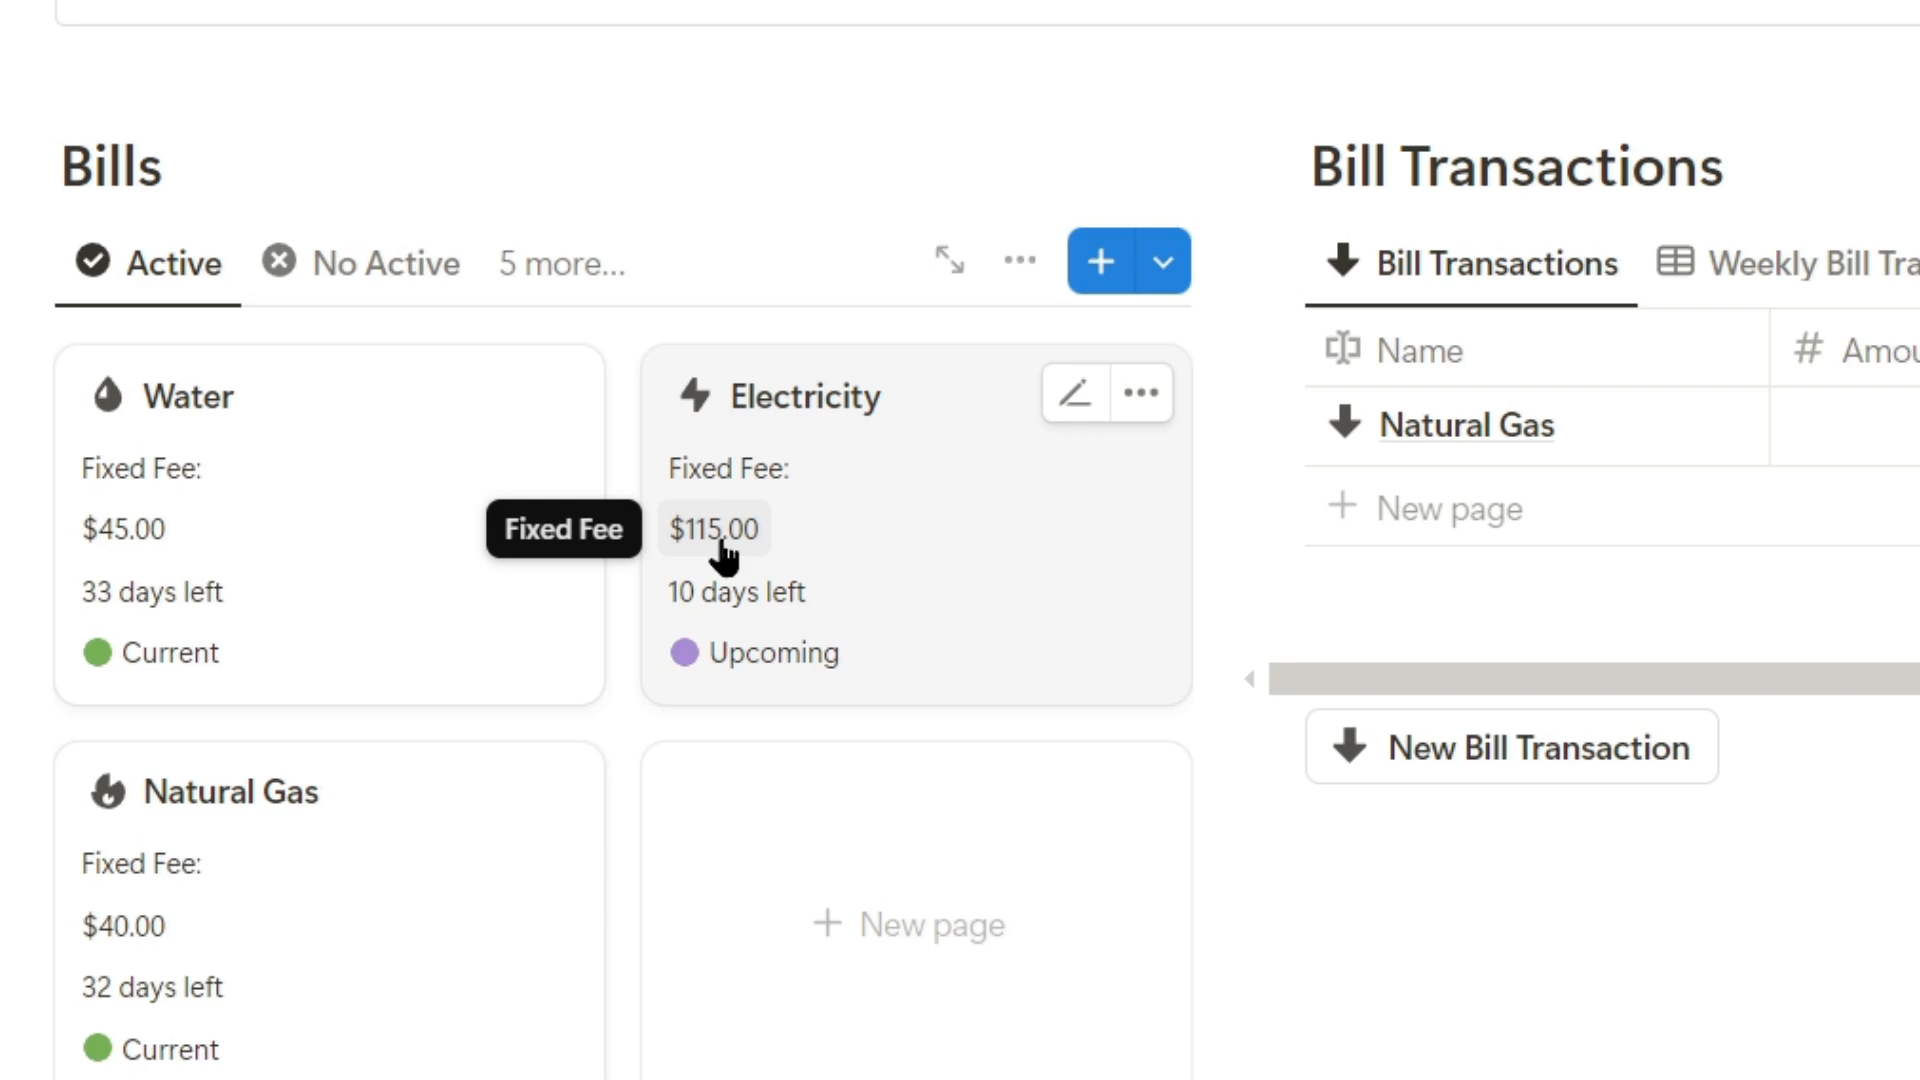 Bills
Active
No Active
5 more...
Water
Fixed Fee:
$45.00
33 days left
Current
Electricity
Fixed Fee:
Fixed Fee
$115.00
10 days left
Upcoming
Natural Gas
Fixed Fee:
$40.00
32 days left
Current
+ New page
Bill Transactions
Bill Transactions
Weekly Bill Tra
Name
# Amou
Natural Gas
+ New page
New Bill Transaction